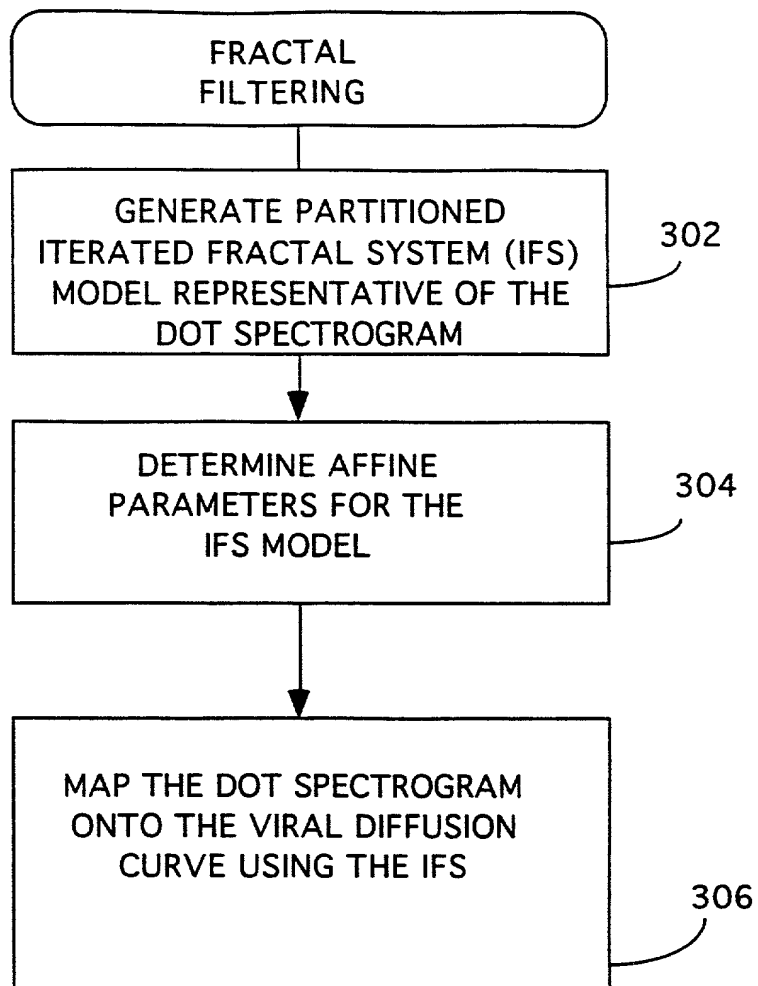 FRACTAL
FILTERING
GENERATE PARTITIONED
ITERATED FRACTAL SYSTEM (IFS)
MODEL REPRESENTATIVE OF THE
DOT SPECTROGRAM
302
DETERMINE AFFINE
PARAMETERS FOR THE
IFS MODEL
304
MAP THE DOT SPECTROGRAM
ONTO THE VIRAL DIFFUSION
CURVE USING THE IFS
306